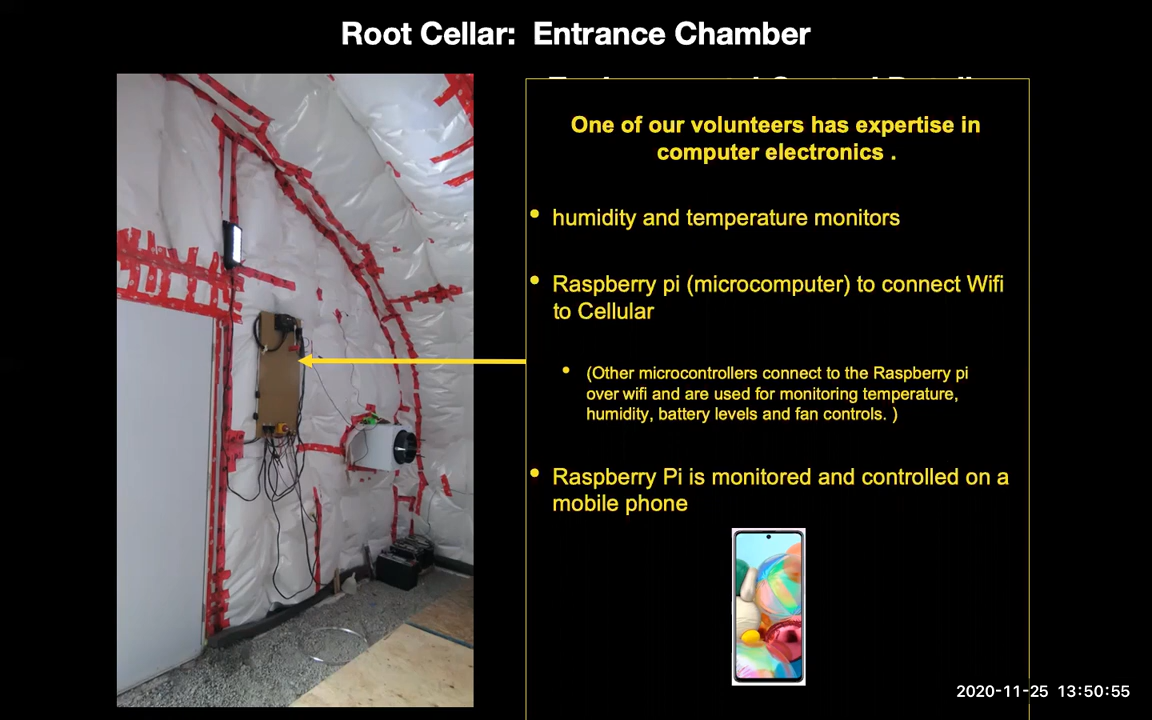 Root Cellar: Entrance Chamber
One of our volunteers has expertise in
computer electronics .
• humidity and temperature monitors
• Raspberry pi (microcomputer) to connect Wifi
to Cellular
• (Other microcontrollers connect to the Raspberry pi
over wifi and are used for monitoring temperature,
humidity, battery levels and fan controls. )
• Raspberry Pi is monitored and controlled on a
mobile phone
2020-11-25 13:50:55